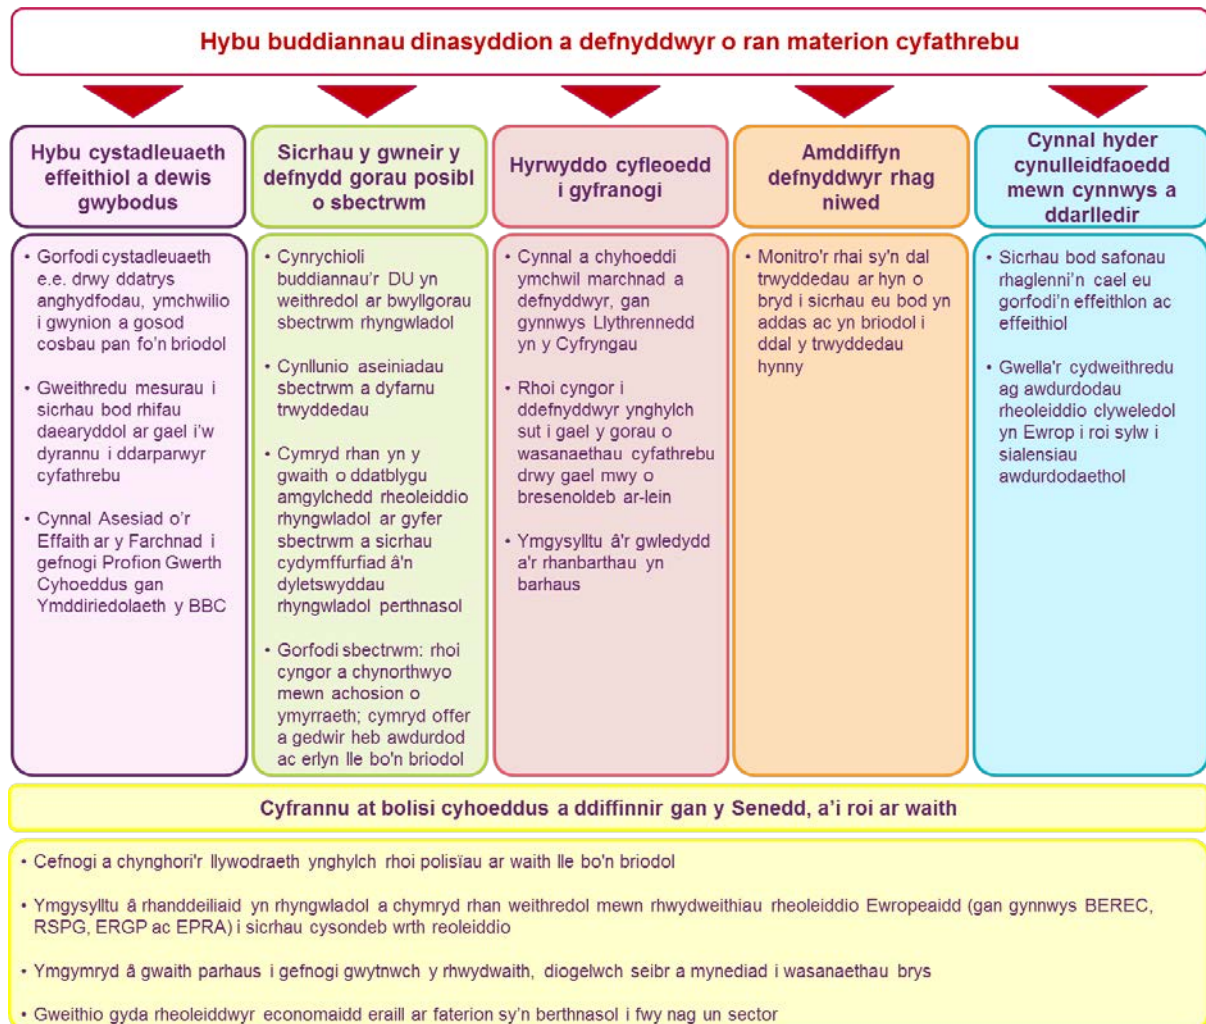 Hybu buddiannau dinasyddion a defnyddwyr o ran materion cyfathrebu
Hybu cystadleuaeth
effeithiol a dewis
gwybodus
• Gorfodi cystadleuaeth
e.e. drwy ddatrys
anghydfodau, ymchwilio
i gwynion a gosod
cosbau pan fo'n briodol
• Gweithredu mesurau i
sicrhau bod rhifau
daearyddol ar gael i'w
dyrannu i ddarparwyr
cyfathrebu
• Cynnal Asesiad o'r
Effaith ar y Farchnad i
gefnogi Profion Gwerth
Cyhoeddus gan
Ymddiriedolaeth y BBC
Sicrhau y gwneir y
defnydd gorau posibl
o sbectrwm
• Cynrychioli
buddiannau'r DU yn
weithredol ar bwyllgorau
sbectrwm rhyngwladol
• Cynllunio aseiniadau
sbectrwm a dyfarnu
trwyddedau
• Cymryd rhan yn y
gwaith o ddatblygu
amgylchedd rheoleiddio
rhyngwladol ar gyfer
sbectrwm a sicrhau
cydymffurfiad â'n
dyletswyddau
rhyngwladol perthnasol
• Gorfodi sbectrwm: rhoi
cyngor a chynorthwyo
mewn achosion o
ymyrraeth; cymryd offer
a gedwir heb awdurdod
ac erlyn lle bo'n briodol
Hyrwyddo cyfleoedd
i gyfranogi
• Cynnal a chyhoeddi
ymchwil marchnad a
defnyddwyr, gan
gynnwys Llythrennedd
yn y Cyfryngau
• Rhoi cyngor i
ddefnyddwyr ynghylch
sut i gael y gorau o
wasanaethau cyfathrebu
drwy gael mwy o
bresenoldeb ar-lein
• Ymgysylltu â'r gwledydd
a'r rhanbarthau yn
barhaus
Amddiffyn
defnyddwyr rhag
niwed
• Monitro'r rhai sy'n dal
trwyddedau ar hyn o
bryd i sicrhau eu bod yn
addas ac yn briodol i
ddal y trwyddedau
hynny
Cynnal hyder
cynulleidfaoedd
mewn cynnwys a
ddarlledir
• Sicrhau bod safonau
rhaglenni'n cael eu
gorfodi'n effeithlon ac
effeithiol
• Gwella'r cydweithredu
ag awdurdodau
rheoleiddio clyweledol
yn Ewrop i roi sylw i
sialensiau
awdurdodaethol
Cyfrannu at bolisi cyhoeddus a ddiffinnir gan y Senedd, a'i roi ar waith
• Cefnogi a chynghori'r llywodraeth ynghylch rhoi polisïau ar waith lle bo'n briodol
• Ymgysylltu â rhanddeiliaid yn rhyngwladol a chymryd rhan weithredol mewn rhwydweithiau rheoleiddio Ewropeaidd (gan gynnwys BEREC,
RSPG, ERGP ac EPRA) i sicrhau cysondeb wrth reoleiddio
• Ymgymryd â gwaith parhaus i gefnogi gwytnwch y rhwydwaith, diogelwch seibr a mynediad i wasanaethau brys
• Gweithio gyda rheoleiddwyr economaidd eraill ar faterion sy'n berthnasol i fwy nag un sector